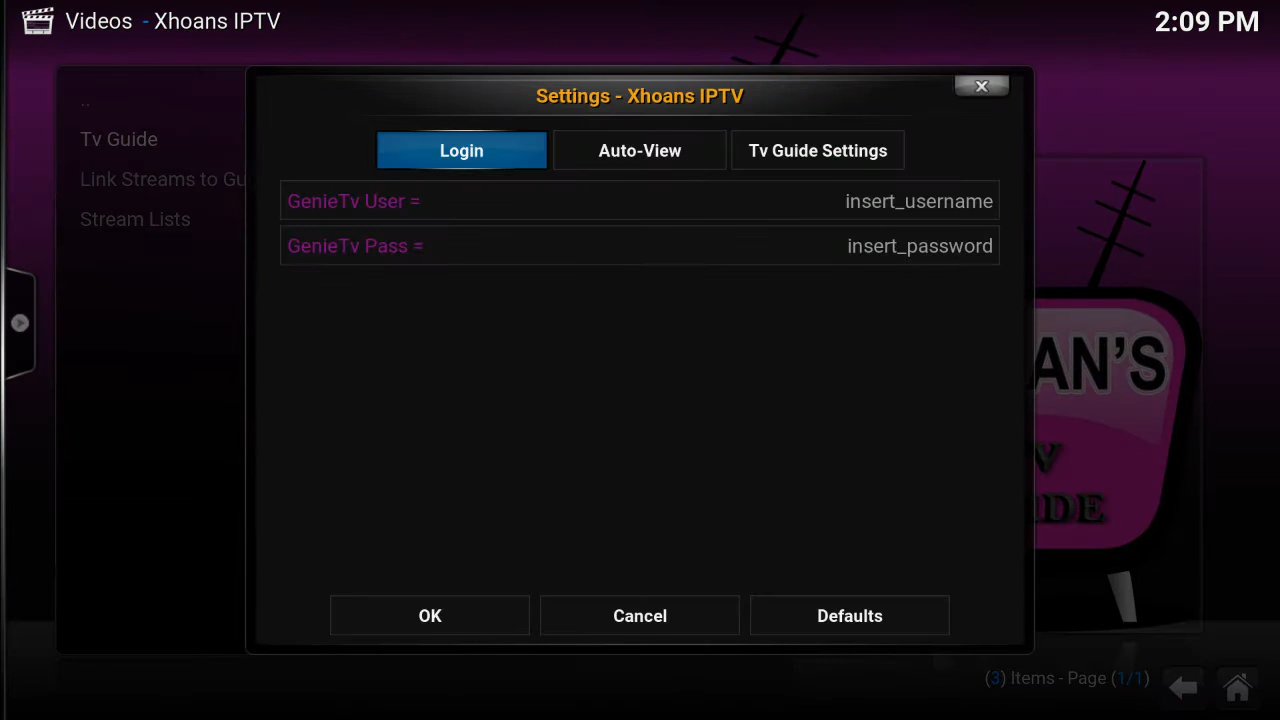 Videos - Xhoans IPTV
2:09 PM
..
Tv Guide
Link Streams to Gu
Stream Lists
Settings - Xhoans IPTV
Login
Auto-View
Tv Guide Settings
GenieTv User =
insert_username
GenieTv Pass =
insert_password
OK
Cancel
Defaults
AN'S
V
IDE
(3) Items - Page (1/1)